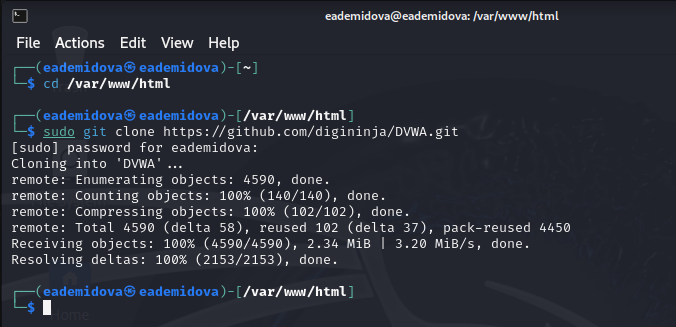 eademidova@eademidova: /var/www/html
File Actions Edit View Help
┌──(eademidova㉿eademidova)-[~]
└─$ cd /var/www/html
┌──(eademidova㉿eademidova)-[/var/www/html]
└─$ sudo git clone https://github.com/digininja/DVWA.git
[sudo] password for eademidova:
Cloning into 'DVWA'...
remote: Enumerating objects: 4590, done.
remote: Counting objects: 100% (140/140), done.
remote: Compressing objects: 100% (102/102), done.
remote: Total 4590 (delta 58), reused 102 (delta 37), pack-reused 4450
Receiving objects: 100% (4590/4590), 2.34 MiB | 3.20 MiB/s, done.
Resolving deltas: 100% (2153/2153), done.
┌──(eademidova㉿eademidova)-[/var/www/html]
└─$
Home